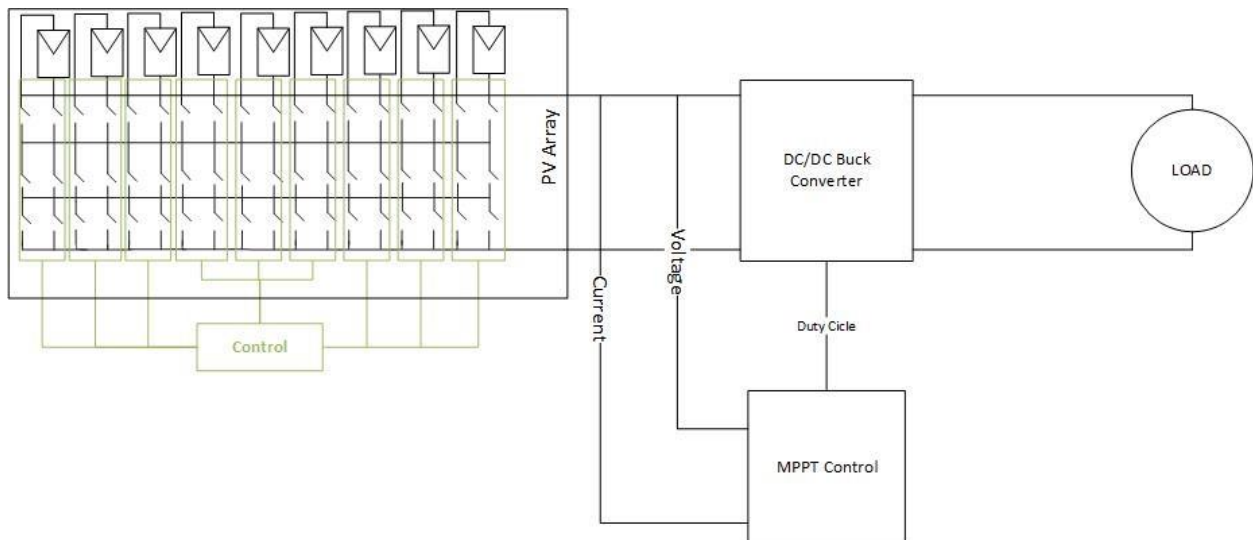 PV Array
DC/DC Buck
Converter
LOAD
Voltage
Current
Duty Cicle
Control
MPPT Control